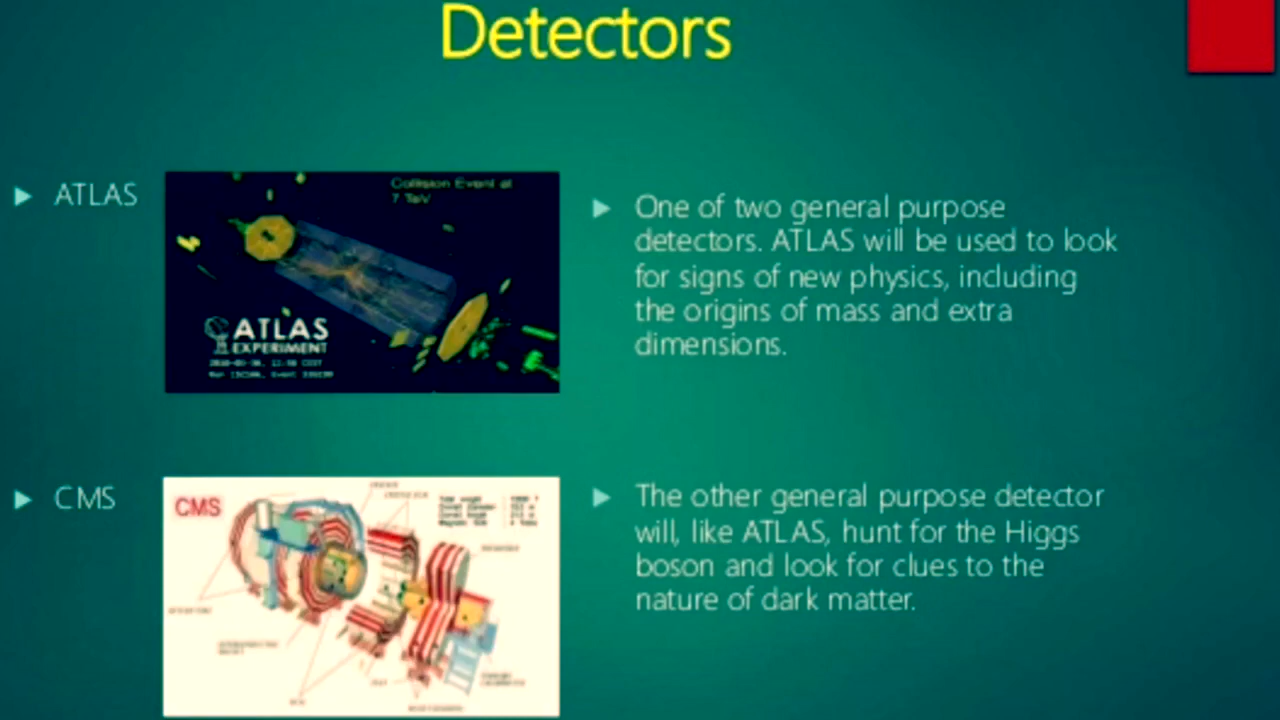 Detectors
ATLAS
Collision Event at
7 TeV
ATLAS
EXPERIMENT
One of two general purpose
detectors. ATLAS will be used to look
for signs of new physics, including
the origins of mass and extra
dimensions.
CMS
CMS
The other general purpose detector
will, like ATLAS, hunt for the Higgs
boson and look for clues to the
nature of dark matter.